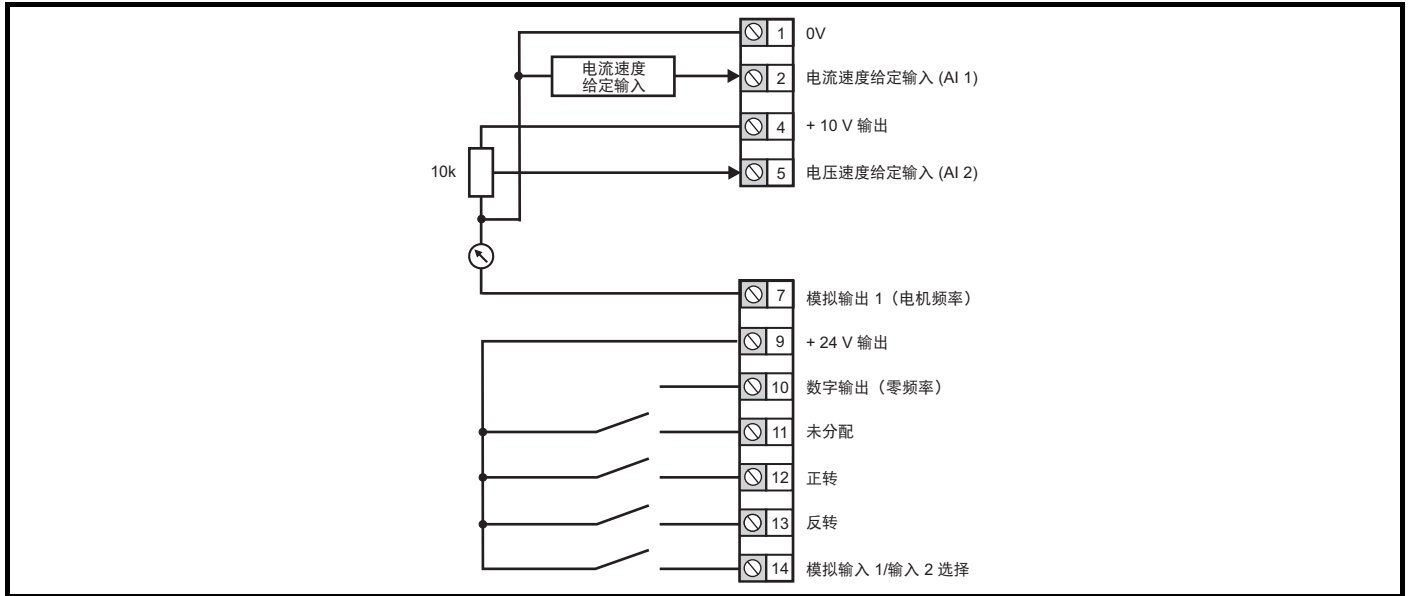 1 0V
电流速度
给定输入
2 电流速度给定输入 (AI 1)
4 + 10 V 输出
10k
5 电压速度给定输入 (AI 2)
7 模拟输出 1（电机频率）
9 + 24 V 输出
10 数字输出（零频率）
11 未分配
12 正转
13 反转
14 模拟输入 1/输入 2 选择